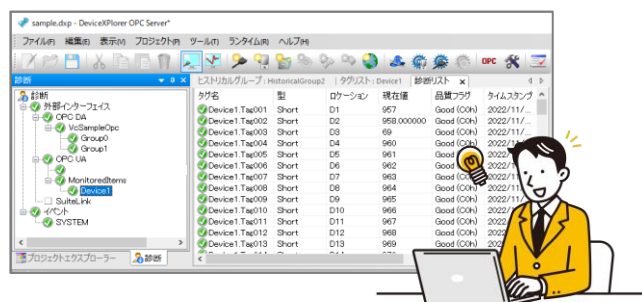 sample.dxp - DeviceXPlorer OPC Server*
ファイル(F) 編集(E) 表示(V) プロジェクト(P) ツール(T) ランタイム(R) ヘルプ(H)
OPC
診断
ヒストリカルグループ : HistoricalGroup2 タグリスト : Device1 診断リスト
診断
外部インターフェイス
OPC DA
VcSampleOpc
Group0
Group1
OPC UA
MonitoredItems
Device1
SuiteLink
イベント
SYSTEM
プロジェクトエクスプローラー 診断
タグ名 型 ロケーション 現在値 品質フラグ タイムスタンプ
Device1.Tag001 Short D1 957 Good (C0h) 2022/11/...
Device1.Tag002 Short D2 958.000000 Good (C0h) 2022/11/...
Device1.Tag003 Short D3 69 Good (C0h) 2022/11/...
Device1.Tag004 Short D4 960 Good (C0h) 2022/11/
Device1.Tag005 Short D5 961 Good (C0h) 2022/
Device1.Tag006 Short D6 962 Good (C0h) 2022/
Device1.Tag007 Short D7 963 Good (C0h) 2022/1
Device1.Tag008 Short D8 964 Good (C0h) 2022/11
Device1.Tag009 Short D9 965 Good (C0h) 2022/11
Device1.Tag010 Short D10 966 Good (C0h) 2022/1
Device1.Tag011 Short D11 967 Good (C0h) 2022
Device1.Tag012 Short D12 968 Good (C0h) 202
Device1.Tag013 Short D13 969 Good (C0h) 202